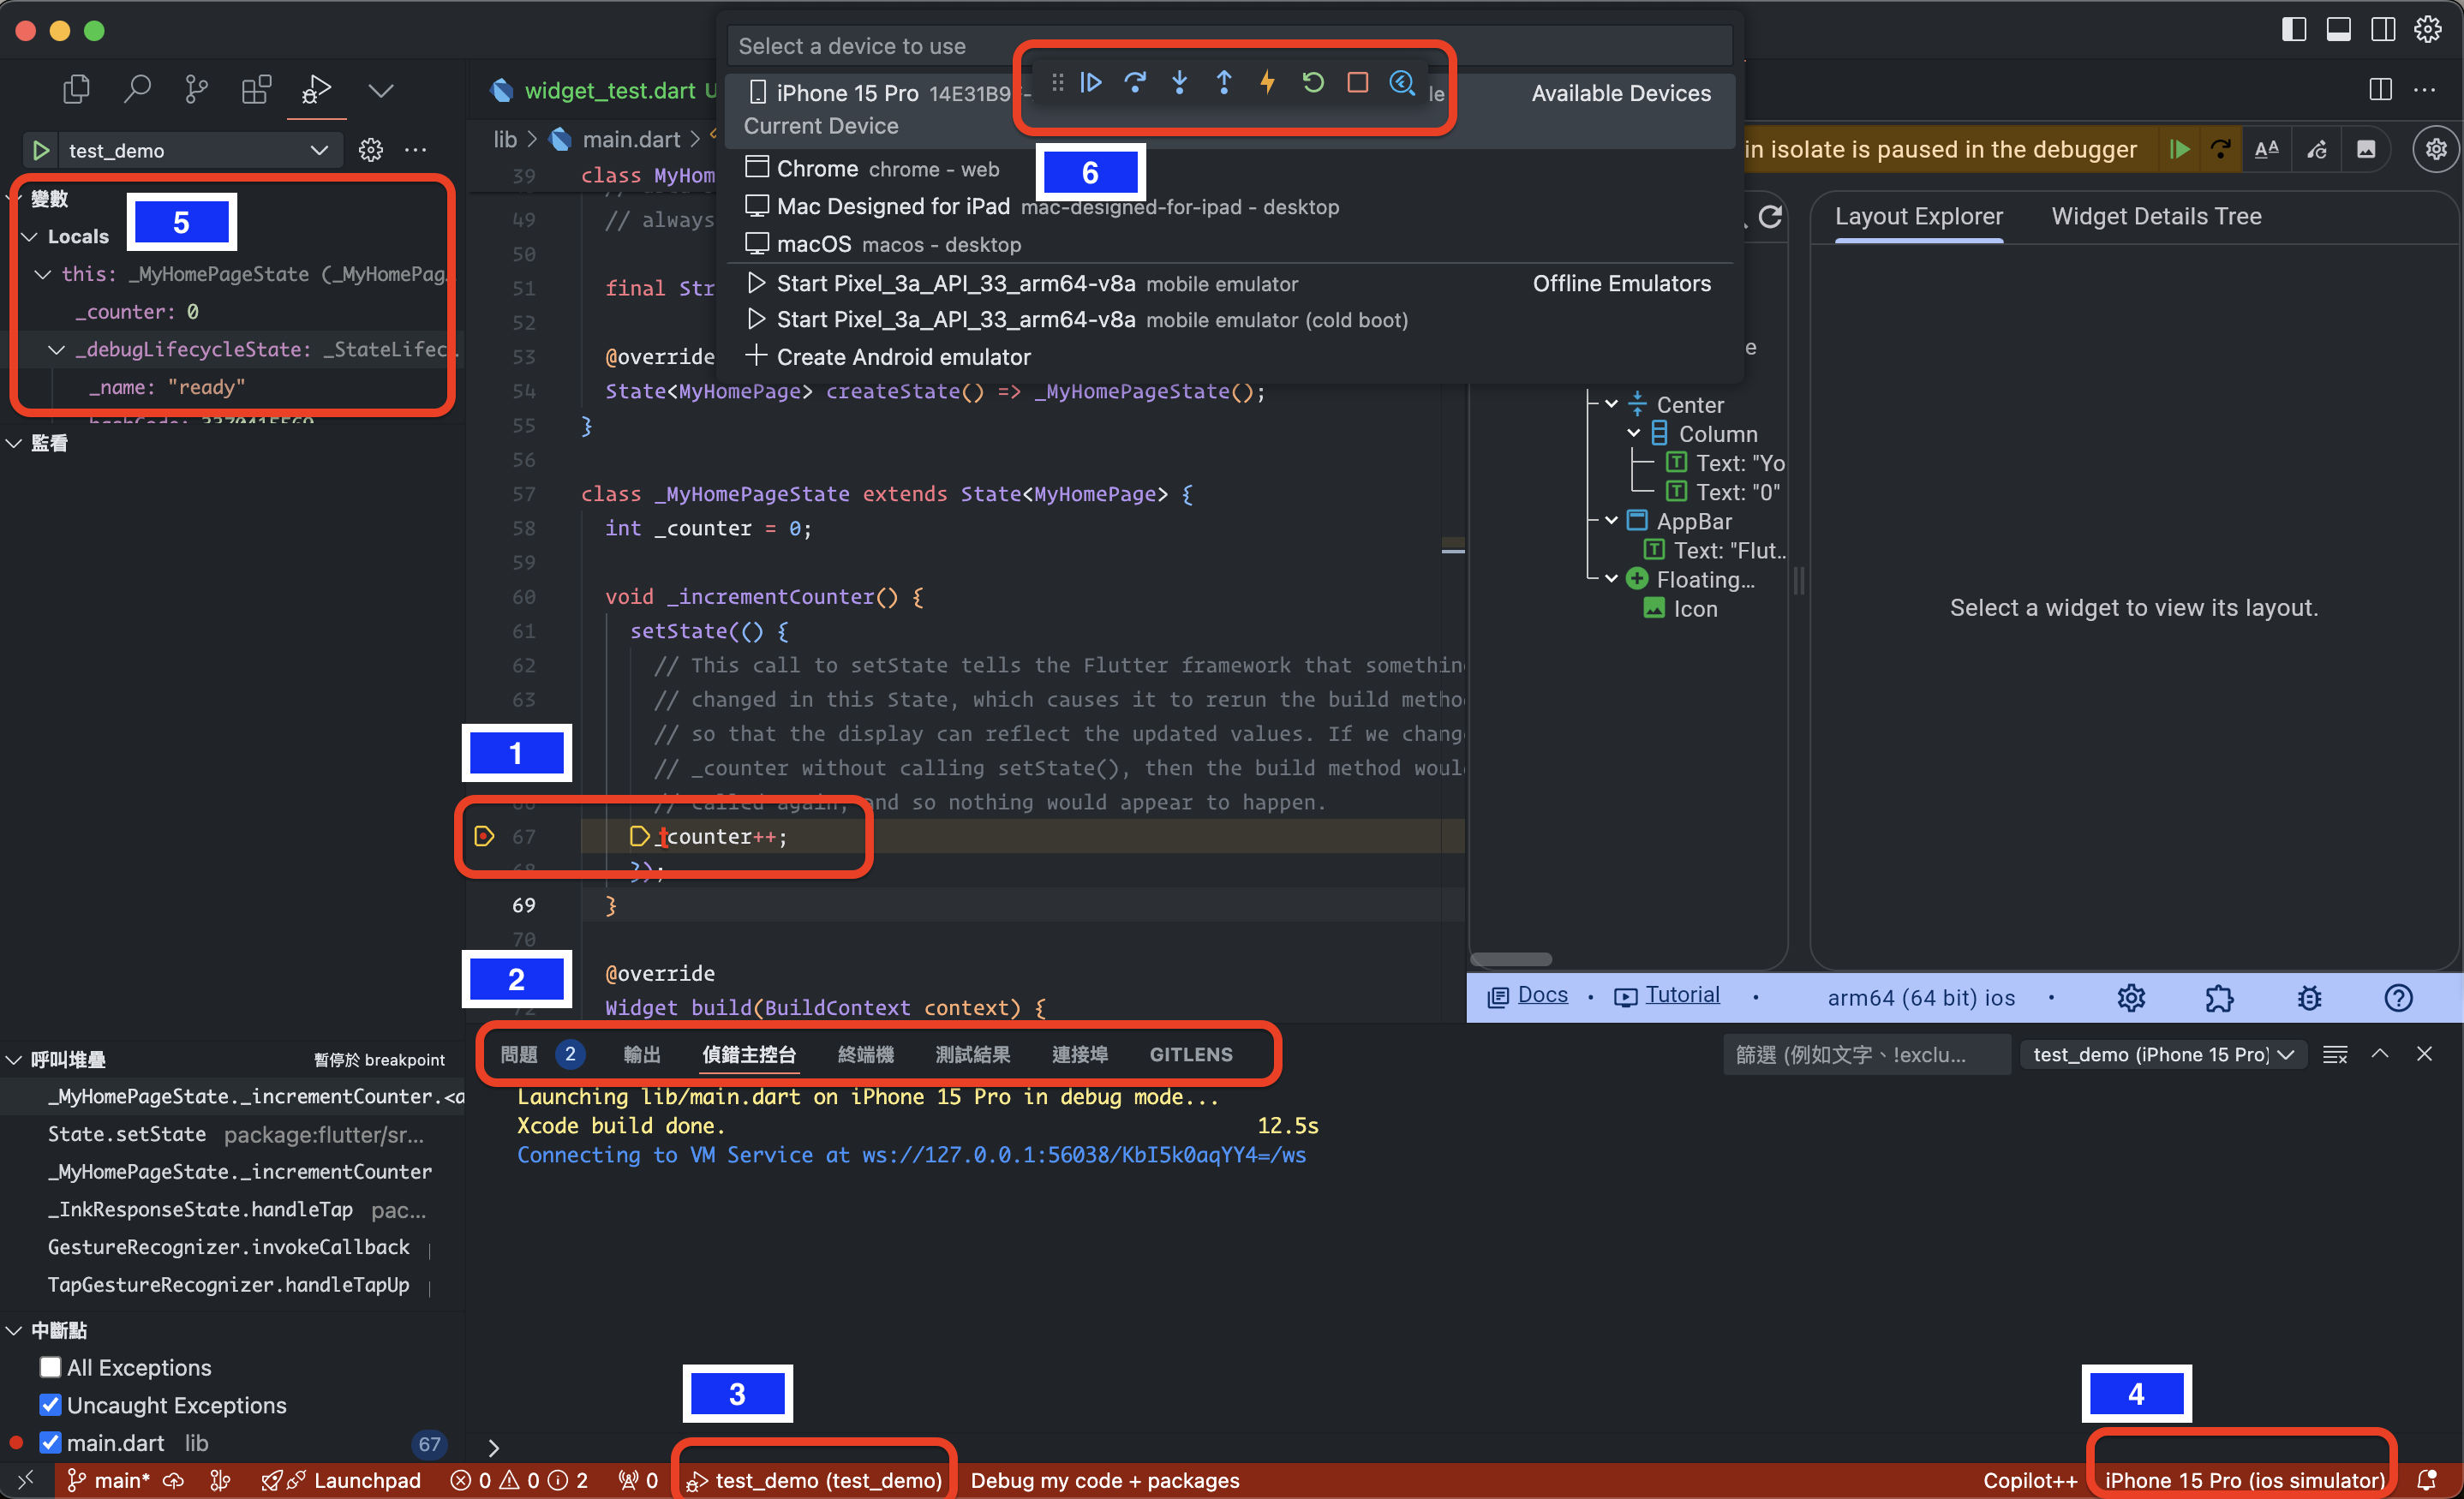 Select a device to use
iPhone 15 Pro 14E31B9F- le Available Devices
Current Device
Chrome chrome - web
Mac Designed for iPad mac-designed-for-ipad - desktop
macOS macos - desktop
Start Pixel_3a_API_33_arm64-v8a mobile emulator Offline Emulators
Start Pixel_3a_API_33_arm64-v8a mobile emulator (cold boot)
Create Android emulator
6
test_demo
變數
5
Locals
this: _MyHomePageState (_MyHomePag…
_counter: 0
_debugLifecycleState: _StateLifec…
_name: "ready"
監看
呼叫堆疊 暫停於 breakpoint
_MyHomePageState._incrementCounter.<a
State.setState package:flutter/sr...
_MyHomePageState._incrementCounter
_InkResponseState.handleTap pac...
GestureRecognizer.invokeCallback
TapGestureRecognizer.handleTapUp
中斷點
All Exceptions
Uncaught Exceptions
main.dart lib 67
widget_test.dart U
lib > main.dart >
39 class MyHom
49 // always
50
51 final Str
52
53 @override
54 State<MyHomePage> createState() => _MyHomePageState();
55 }
56
57 class _MyHomePageState extends State<MyHomePage> {
58 int _counter = 0;
59
60 void _incrementCounter() {
61 setState(() {
62 // This call to setState tells the Flutter framework that somethin
63 // changed in this State, which causes it to rerun the build metho
// so that the display can reflect the updated values. If we chang
// _counter without calling setState(), then the build method woul
66 // called again, and so nothing would appear to happen.
67 _counter++;
68 });
69 }
70
@override
72 Widget build(BuildContext context) {
1
2
in isolate is paused in the debugger
Layout Explorer Widget Details Tree
e
Center
Column
Text: "Yo
Text: "0"
AppBar
Text: "Flut..
Floating...
Icon
Select a widget to view its layout.
Docs • Tutorial • arm64 (64 bit) ios •
問題 2 輸出 偵錯主控台 終端機 測試結果 連接埠 GITLENS
篩選 (例如文字、!exclu... test_demo (iPhone 15 Pro)
Launching lib/main.dart on iPhone 15 Pro in debug mode...
Xcode build done. 12.5s
Connecting to VM Service at ws://127.0.0.1:56038/KbI5k0aqYY4=/ws
3
4
main* Launchpad 0 0 2 0 test_demo (test_demo) Debug my code + packages Copilot++ iPhone 15 Pro (ios simulator)